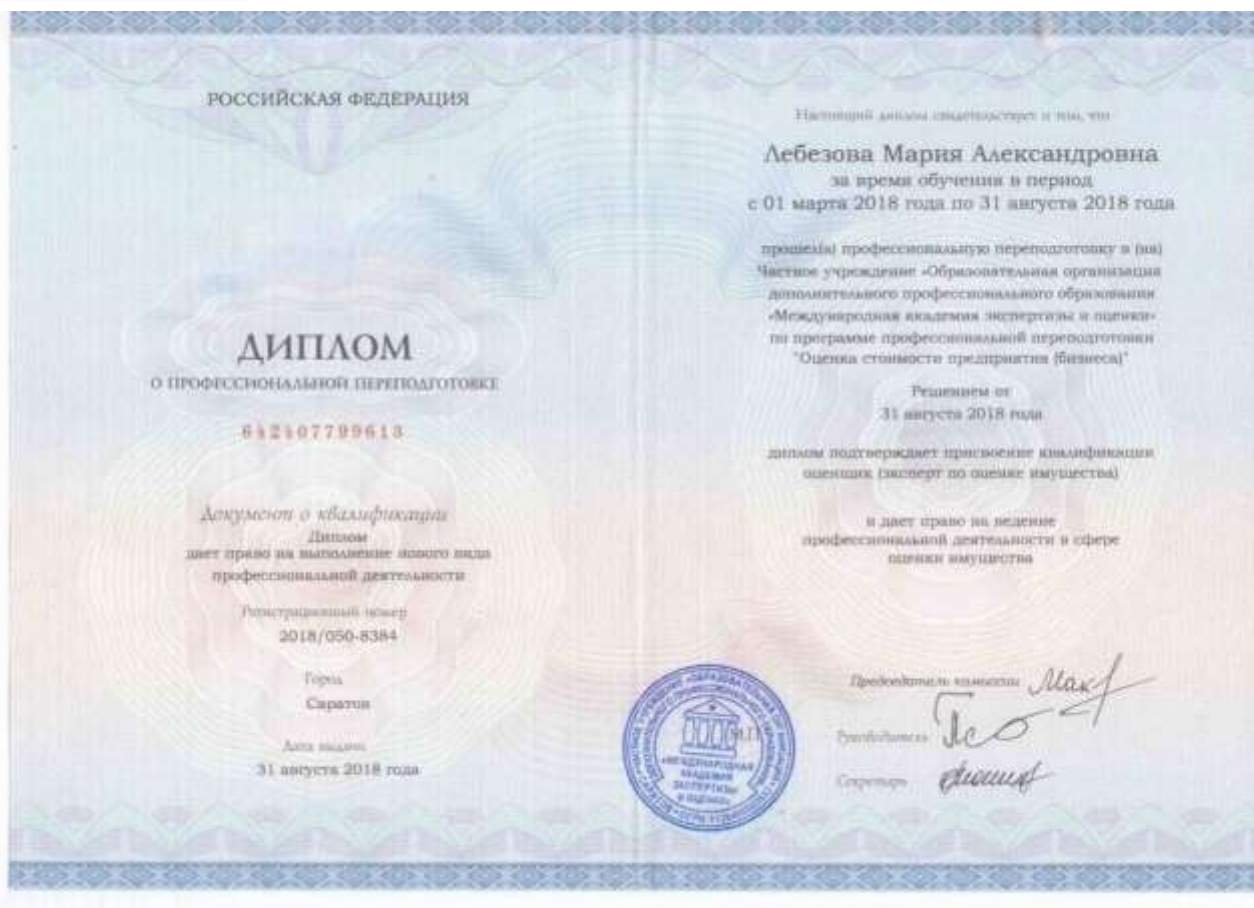 РОССИЙСКАЯ ФЕДЕРАЦИЯ
ДИПЛОМ
О ПРОФЕССИОНАЛЬНОЙ ПЕРЕПОДГОТОВКЕ
642407799613
Документ о квалификации
Диплом
дает право на выполнение нового вида
профессиональной деятельности
Регистрационный номер
2018/050-8384
Город
Саратов
Дата выдачи
31 августа 2018 года
Настоящий диплом свидетельствует о том, что
Лебезова Мария Александровна
за время обучения в период
с 01 марта 2018 года по 31 августа 2018 года
прошел(а) профессиональную переподготовку в (на)
Частное учреждение «Образовательная организация
дополнительного профессионального образования
«Международная академия экспертизы и оценки»
по программе профессиональной переподготовки
"Оценка стоимости предприятия (бизнеса)"
Решением от
31 августа 2018 года
диплом подтверждает присвоение квалификации
оценщик (эксперт по оценке имущества)
и дает право на ведение
профессиональной деятельности в сфере
оценки имущества
Председатель комиссии
Руководитель
Секретарь
М.П.
«МЕЖДУНАРОДНАЯ
АКАДЕМИЯ
ЭКСПЕРТИЗЫ
И ОЦЕНКИ»